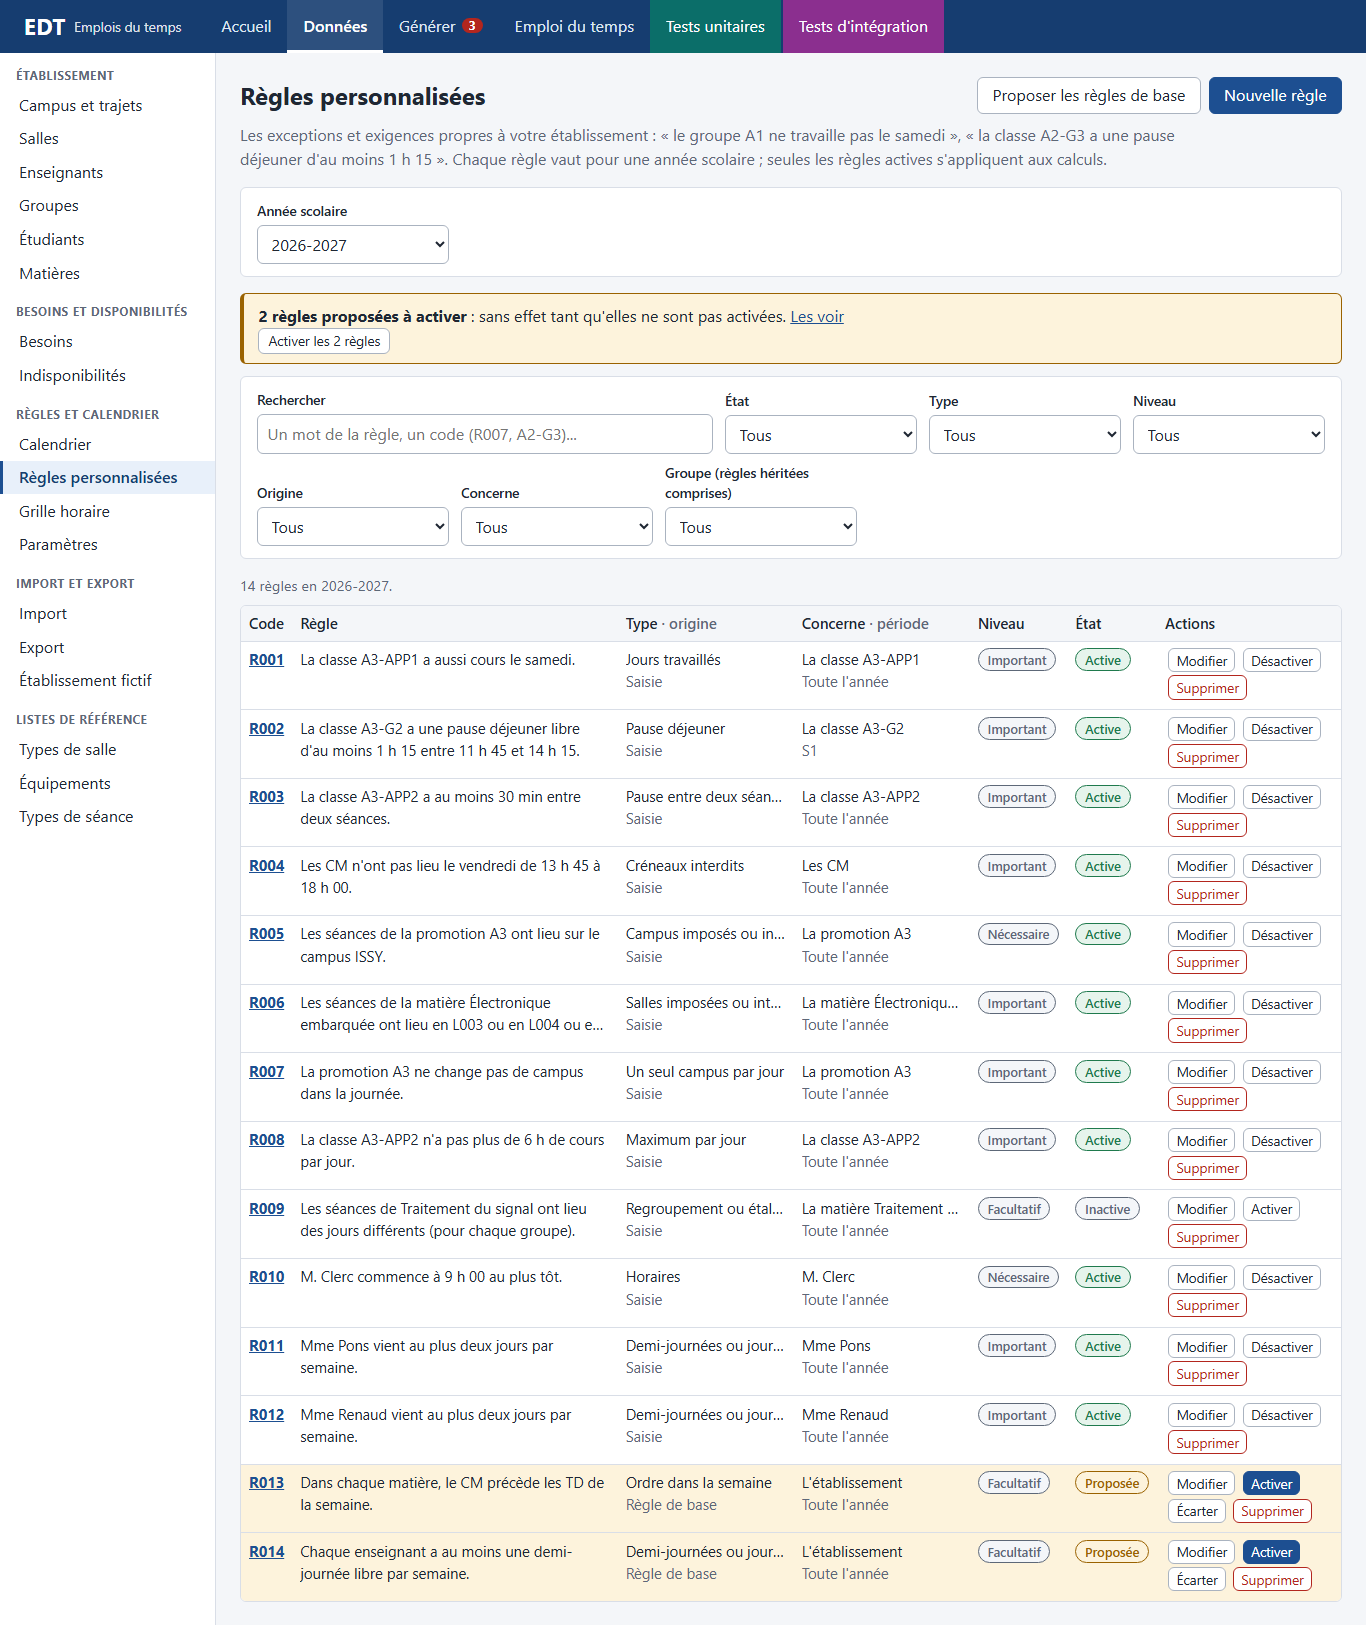 EDT Emplois du temps Accueil Données Générer 3 Emploi du temps Tests unitaires Tests d'intégration
ÉTABLISSEMENT
Campus et trajets
Salles
Enseignants
Groupes
Étudiants
Matières
BESOINS ET DISPONIBILITÉS
Besoins
Indisponibilités
RÈGLES ET CALENDRIER
Calendrier
Règles personnalisées
Grille horaire
Paramètres
IMPORT ET EXPORT
Import
Export
Établissement fictif
LISTES DE RÉFÉRENCE
Types de salle
Équipements
Types de séance
Règles personnalisées
Proposer les règles de base Nouvelle règle
Les exceptions et exigences propres à votre établissement : « le groupe A1 ne travaille pas le samedi », « la classe A2-G3 a une pause
déjeuner d'au moins 1 h 15 ». Chaque règle vaut pour une année scolaire ; seules les règles actives s'appliquent aux calculs.
Année scolaire
2026-2027
2 règles proposées à activer : sans effet tant qu'elles ne sont pas activées. Les voir
Activer les 2 règles
Rechercher État Type Niveau
Un mot de la règle, un code (R007, A2-G3)... Tous Tous Tous
Groupe (règles héritées
Origine Concerne comprises)
Tous Tous Tous
14 règles en 2026-2027.
Code Règle Type · origine Concerne · période Niveau État Actions
R001 La classe A3-APP1 a aussi cours le samedi. Jours travaillés La classe A3-APP1 Important Active Modifier Désactiver
Saisie Toute l'année Supprimer
R002 La classe A3-G2 a une pause déjeuner libre Pause déjeuner La classe A3-G2 Important Active Modifier Désactiver
d'au moins 1 h 15 entre 11 h 45 et 14 h 15. Saisie S1 Supprimer
R003 La classe A3-APP2 a au moins 30 min entre Pause entre deux séan... La classe A3-APP2 Important Active Modifier Désactiver
deux séances. Saisie Toute l'année Supprimer
R004 Les CM n'ont pas lieu le vendredi de 13 h 45 à Créneaux interdits Les CM Important Active Modifier Désactiver
18 h 00. Saisie Toute l'année Supprimer
R005 Les séances de la promotion A3 ont lieu sur le Campus imposés ou in... La promotion A3 Nécessaire Active Modifier Désactiver
campus ISSY. Saisie Toute l'année Supprimer
R006 Les séances de la matière Électronique Salles imposées ou int... La matière Électroniqu... Important Active Modifier Désactiver
embarquée ont lieu en L003 ou en L004 ou e... Saisie Toute l'année Supprimer
R007 La promotion A3 ne change pas de campus Un seul campus par jour La promotion A3 Important Active Modifier Désactiver
dans la journée. Saisie Toute l'année Supprimer
R008 La classe A3-APP2 n'a pas plus de 6 h de cours Maximum par jour La classe A3-APP2 Important Active Modifier Désactiver
par jour. Saisie Toute l'année Supprimer
R009 Les séances de Traitement du signal ont lieu Regroupement ou étal... La matière Traitement ... Facultatif Inactive Modifier Activer
des jours différents (pour chaque groupe). Saisie Toute l'année Supprimer
R010 M. Clerc commence à 9 h 00 au plus tôt. Horaires M. Clerc Nécessaire Active Modifier Désactiver
Saisie Toute l'année Supprimer
R011 Mme Pons vient au plus deux jours par Demi-journées ou jour... Mme Pons Important Active Modifier Désactiver
semaine. Saisie Toute l'année Supprimer
R012 Mme Renaud vient au plus deux jours par Demi-journées ou jour... Mme Renaud Important Active Modifier Désactiver
semaine. Saisie Toute l'année Supprimer
R013 Dans chaque matière, le CM précède les TD de Ordre dans la semaine L'établissement Facultatif Proposée Modifier Activer
la semaine. Règle de base Toute l'année Écarter Supprimer
R014 Chaque enseignant a au moins une demi- Demi-journées ou jour... L'établissement Facultatif Proposée Modifier Activer
journée libre par semaine. Règle de base Toute l'année Écarter Supprimer